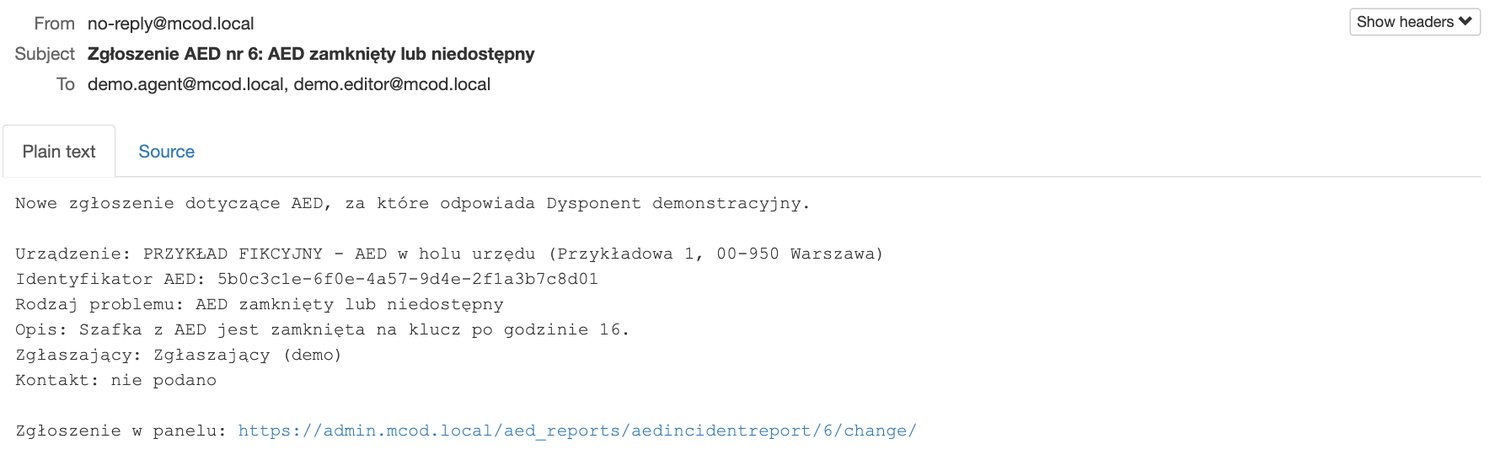 From no-reply@mcod.local
Show headers
Subject Zgłoszenie AED nr 6: AED zamknięty lub niedostępny
To demo.agent@mcod.local, demo.editor@mcod.local
Plain text Source
Nowe zgłoszenie dotyczące AED, za które odpowiada Dysponent demonstracyjny.
Urządzenie: PRZYKŁAD FIKCYJNY - AED w holu urzędu (Przykładowa 1, 00-950 Warszawa)
Identyfikator AED: 5b0c3c1e-6f0e-4a57-9d4e-2f1a3b7c8d01
Rodzaj problemu: AED zamknięty lub niedostępny
Opis: Szafka z AED jest zamknięta na klucz po godzinie 16.
Zgłaszający: Zgłaszający (demo)
Kontakt: nie podano
Zgłoszenie w panelu: https://admin.mcod.local/aed_reports/aedincidentreport/6/change/